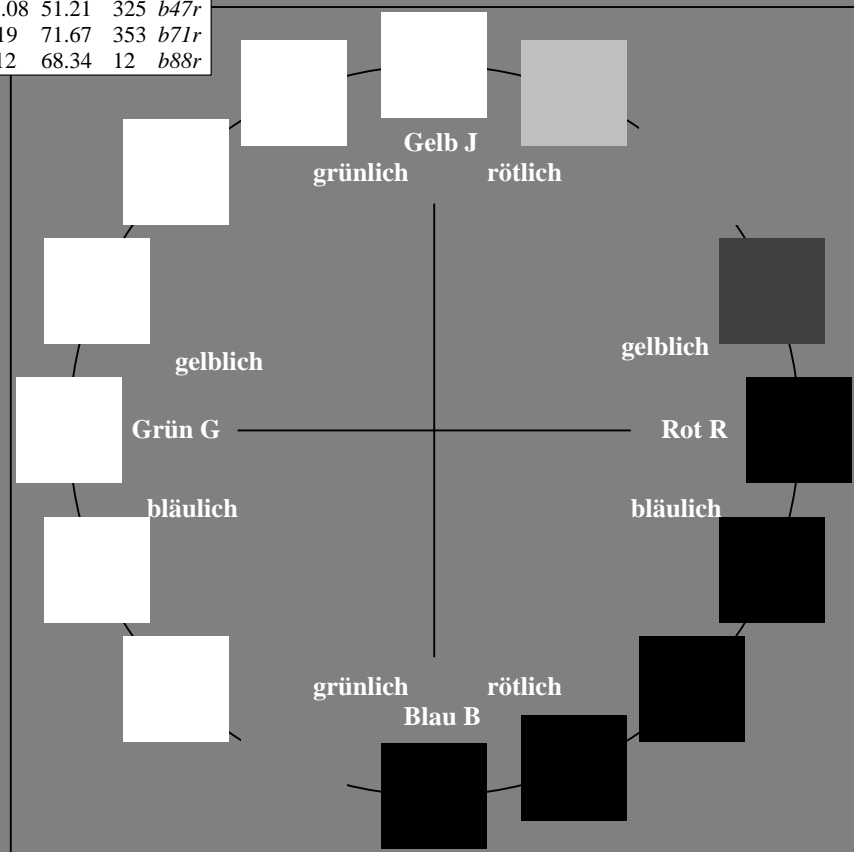 .08 51.21 325 b47r
19 71.67 353 b71r
12 68.34 12 b88r
Gelb J
grünlich rötlich
gelblich gelblich
Grün G Rot R
bläulich bläulich
grünlich rötlich
Blau B